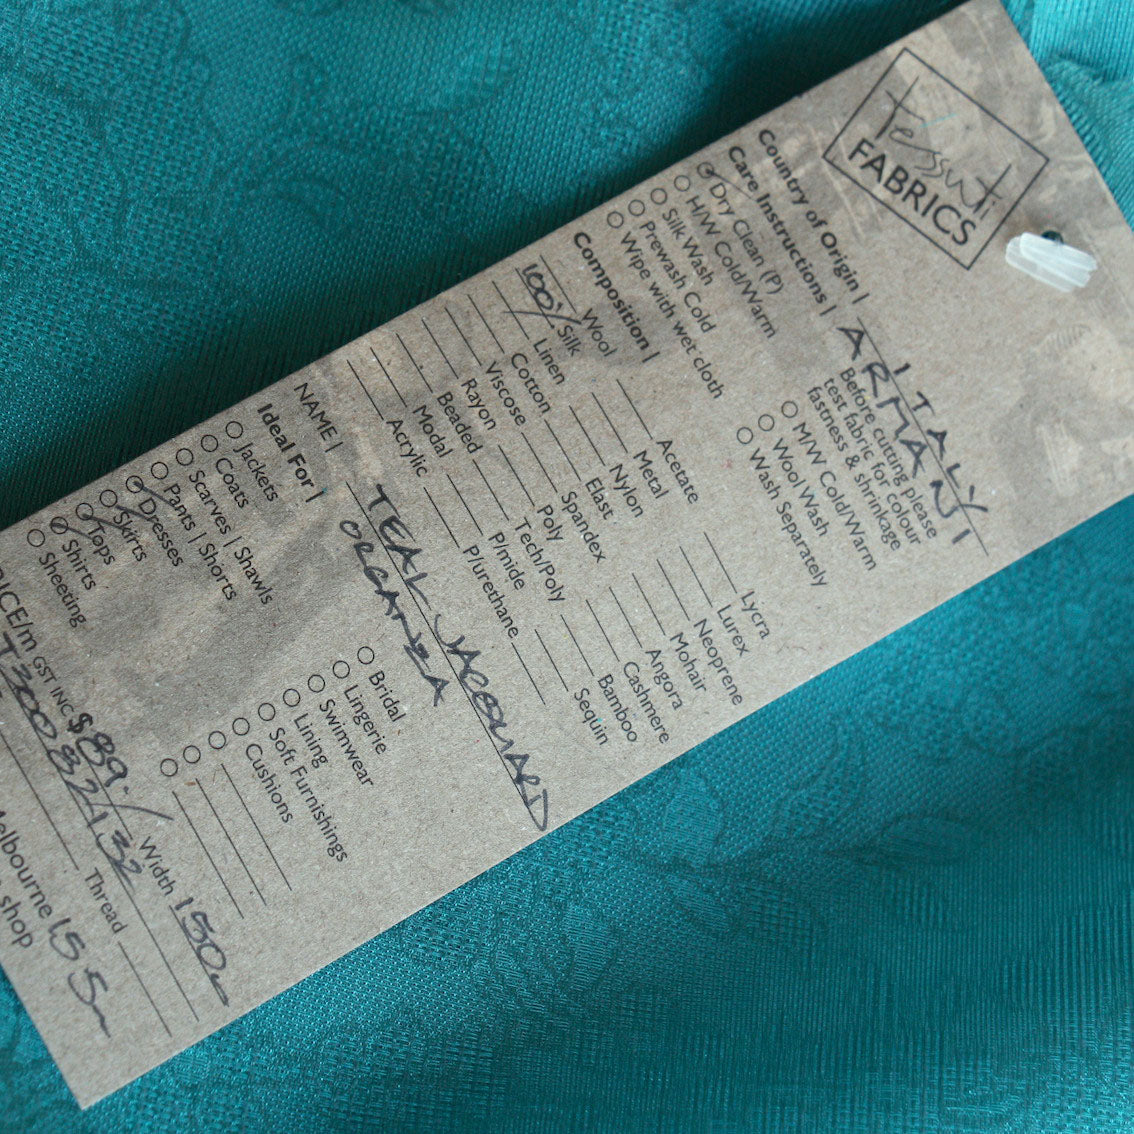 Tessuti
FABRICS
Country of Origin | ITALY
ARMANI
Care Instructions |
Dry Clean (P)
H/W Cold/Warm
Silk Wash
Prewash Cold
Wipe with wet cloth
Before cutting please
test fabric for colour
fastness & shrinkage
M/W Cold/Warm
Wool Wash
Wash Separately
Composition |
Wool
100% Silk
Linen
Cotton
Viscose
Rayon
Beaded
Modal
Acrylic
Acetate
Metal
Nylon
Elast
Spandex
Poly
Tech/Poly
P/mide
P/urethane
Lycra
Lurex
Neoprene
Mohair
Angora
Cashmere
Bamboo
Sequin
NAME | TEAL JACQUARD
ORGANZA
Ideal For |
Jackets
Coats
Scarves | Shawls
Pants | Shorts
Dresses
Skirts
Tops
Shirts
Sheeting
Bridal
Lingerie
Swimwear
Lining
Soft Furnishings
Cushions
GST INC $89.
Width 150
Thread
shop